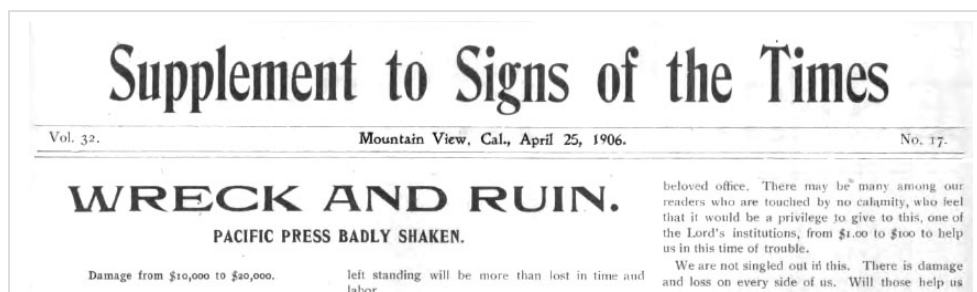 Supplement to Signs of the Times
Vol. 32.
Mountain View, Cal., April 25, 1906.
No. 17.
WRECK AND RUIN.
PACIFIC PRESS BADLY SHAKEN.
Damage from $10,000 to $20,000.
left standing will be more than lost in time and
labor
beloved office. There may be many among our
readers who are touched by no calamity, who feel
that it would be a privilege to give to this, one of
the Lord's institutions, from $1.00 to $100 to help
us in this time of trouble.
We are not singled out in this. There is damage
and loss on every side of us. Will those help us